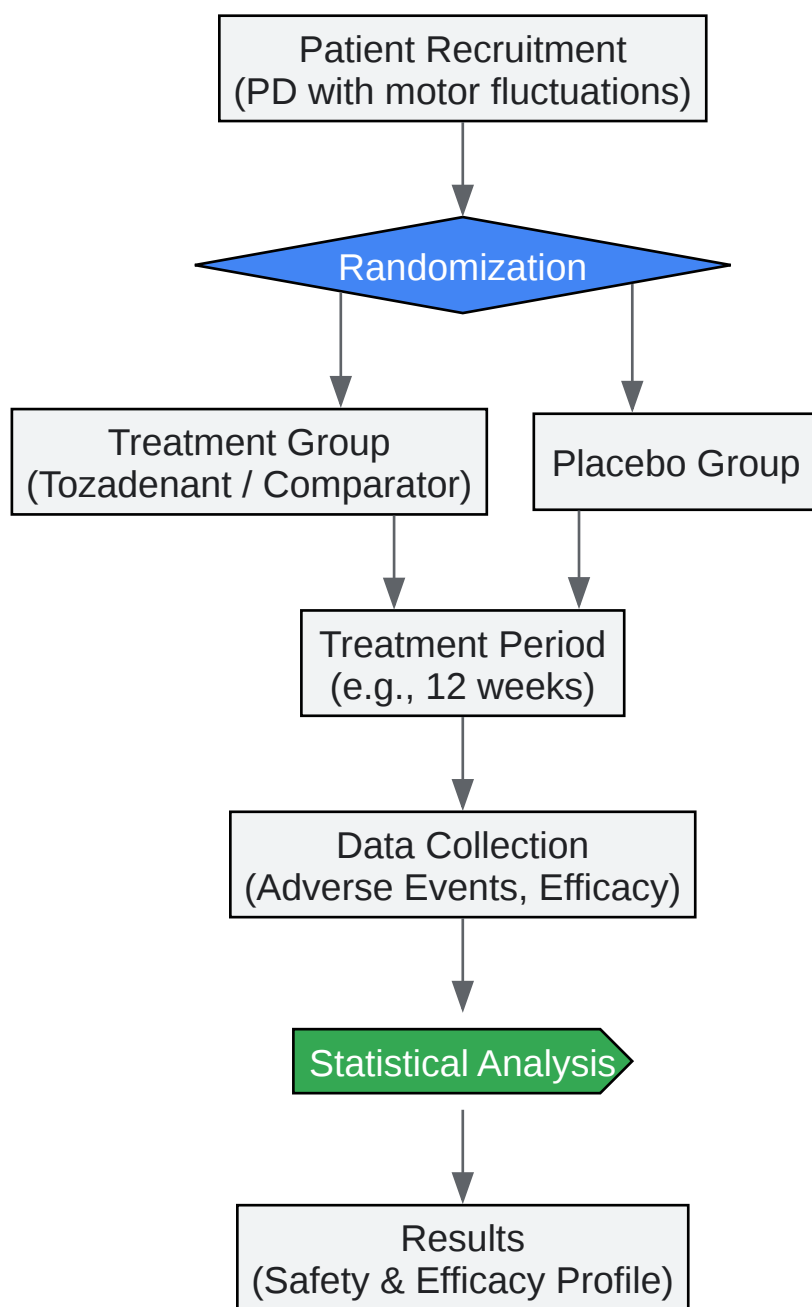 Patient Recruitment
(PD with motor fluctuations)
Randomization
Treatment Group
(Tozadenant / Comparator)
Placebo Group
Treatment Period
(e.g., 12 weeks)
Data Collection
(Adverse Events, Efficacy)
Statistical Analysis
Results
(Safety & Efficacy Profile)